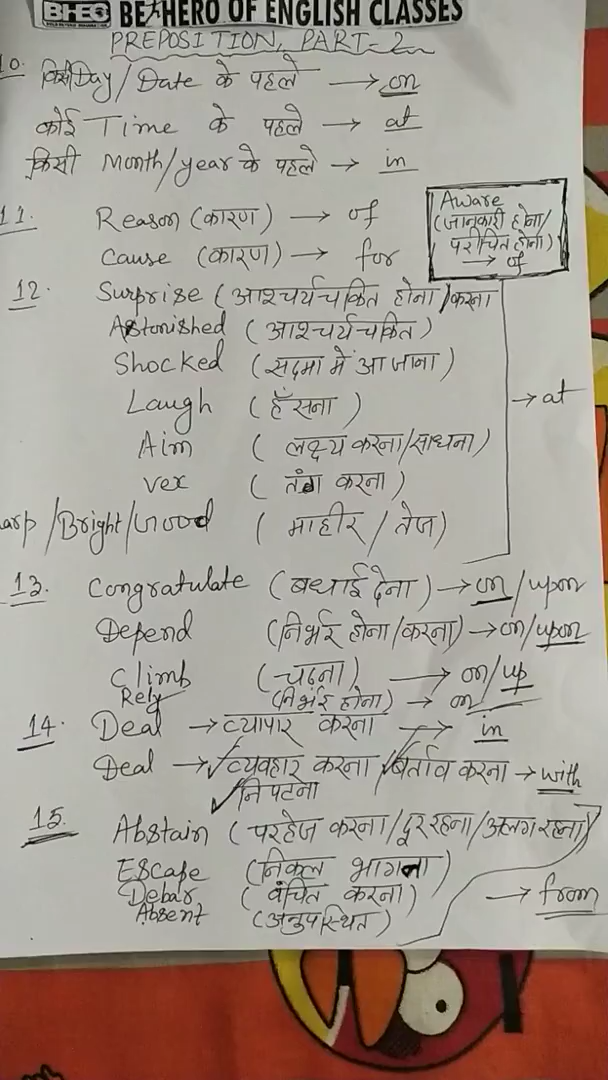 BHEO BE A HERO OF ENGLISH CLASSES
PREPOSITION, PART-2
10. किसी Day/Date के पहले → on
कोई Time के पहले → at
किसी Month/year के पहले → in
11. Reason (कारण) → of
Cause (कारण) → for
Aware
(जानकारी होना/
परीचित होना)
→ of
12. Surprise (आश्चर्यचकित होना/करना
Astonished (आश्चर्यचकित)
Shocked (सदमा में आ जाना)
Laugh (हँसना)
→ at
Aim (लक्ष्य करना/साधना)
vex (तंग करना)
arp/Bright/Good (माहीर/तेज)
13. Congratulate (बधाई देना) → on/upon
Depend (निर्भर होना/करना) → on/upon
Climb (चढ़ना) → on/up
Rely (निर्भर होना) → on
14. Deal → व्यापार करना → in
Deal → व्यवहार करना/बर्ताव करना → with
निपटना
15. Abstain (परहेज करना/दूर रहना/अलग रहना)
Escape (निकल भागना)
Debar (वंचित करना) → from
Absent (अनुपस्थित)